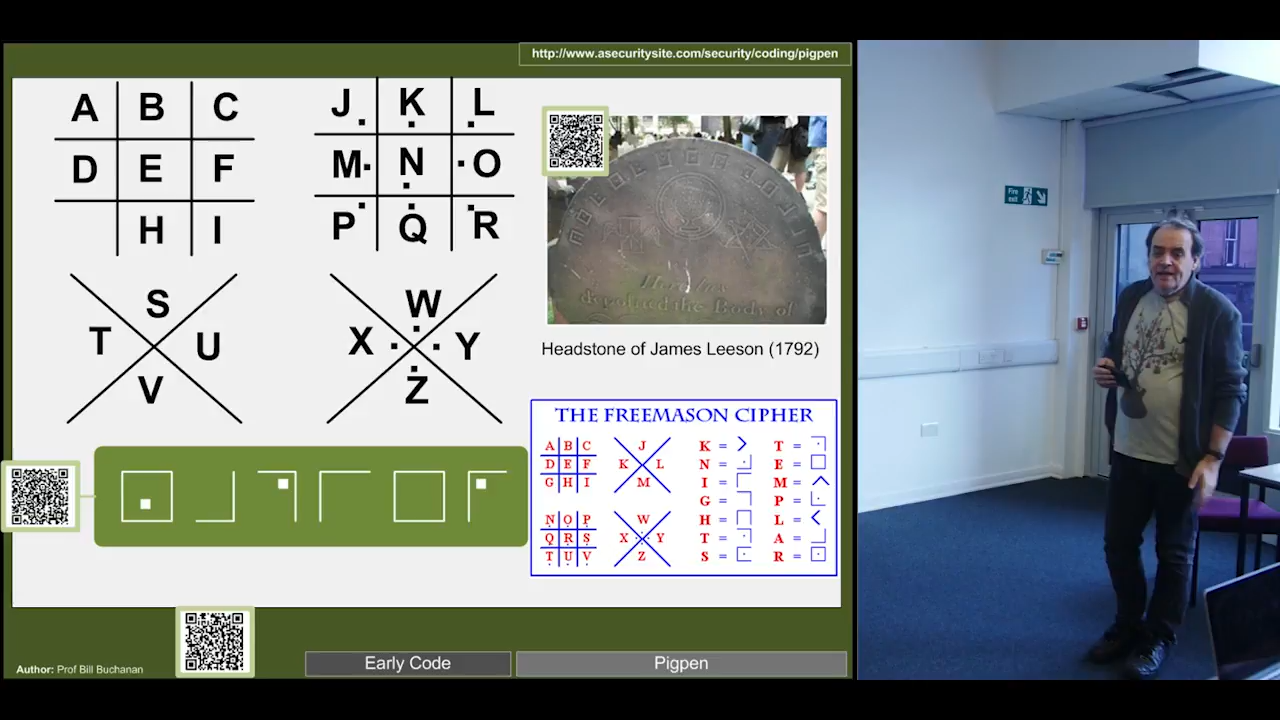 http://www.asecuritysite.com/security/coding/pigpen
A B C
D E F
H I
J K L
M N O
P Q R
S
T U
V
W
X Y
Z
Here lies
deposited the Body of
Headstone of James Leeson (1792)
THE FREEMASON CIPHER
A B C
D E F
G H I
J
K L
M
N O P
Q R S
T U V
W
X Y
Z
K =
N =
I =
G =
H =
T =
S =
T =
E =
M =
P =
L =
A =
R =
Fire
exit
Author: Prof Bill Buchanan
Early Code
Pigpen